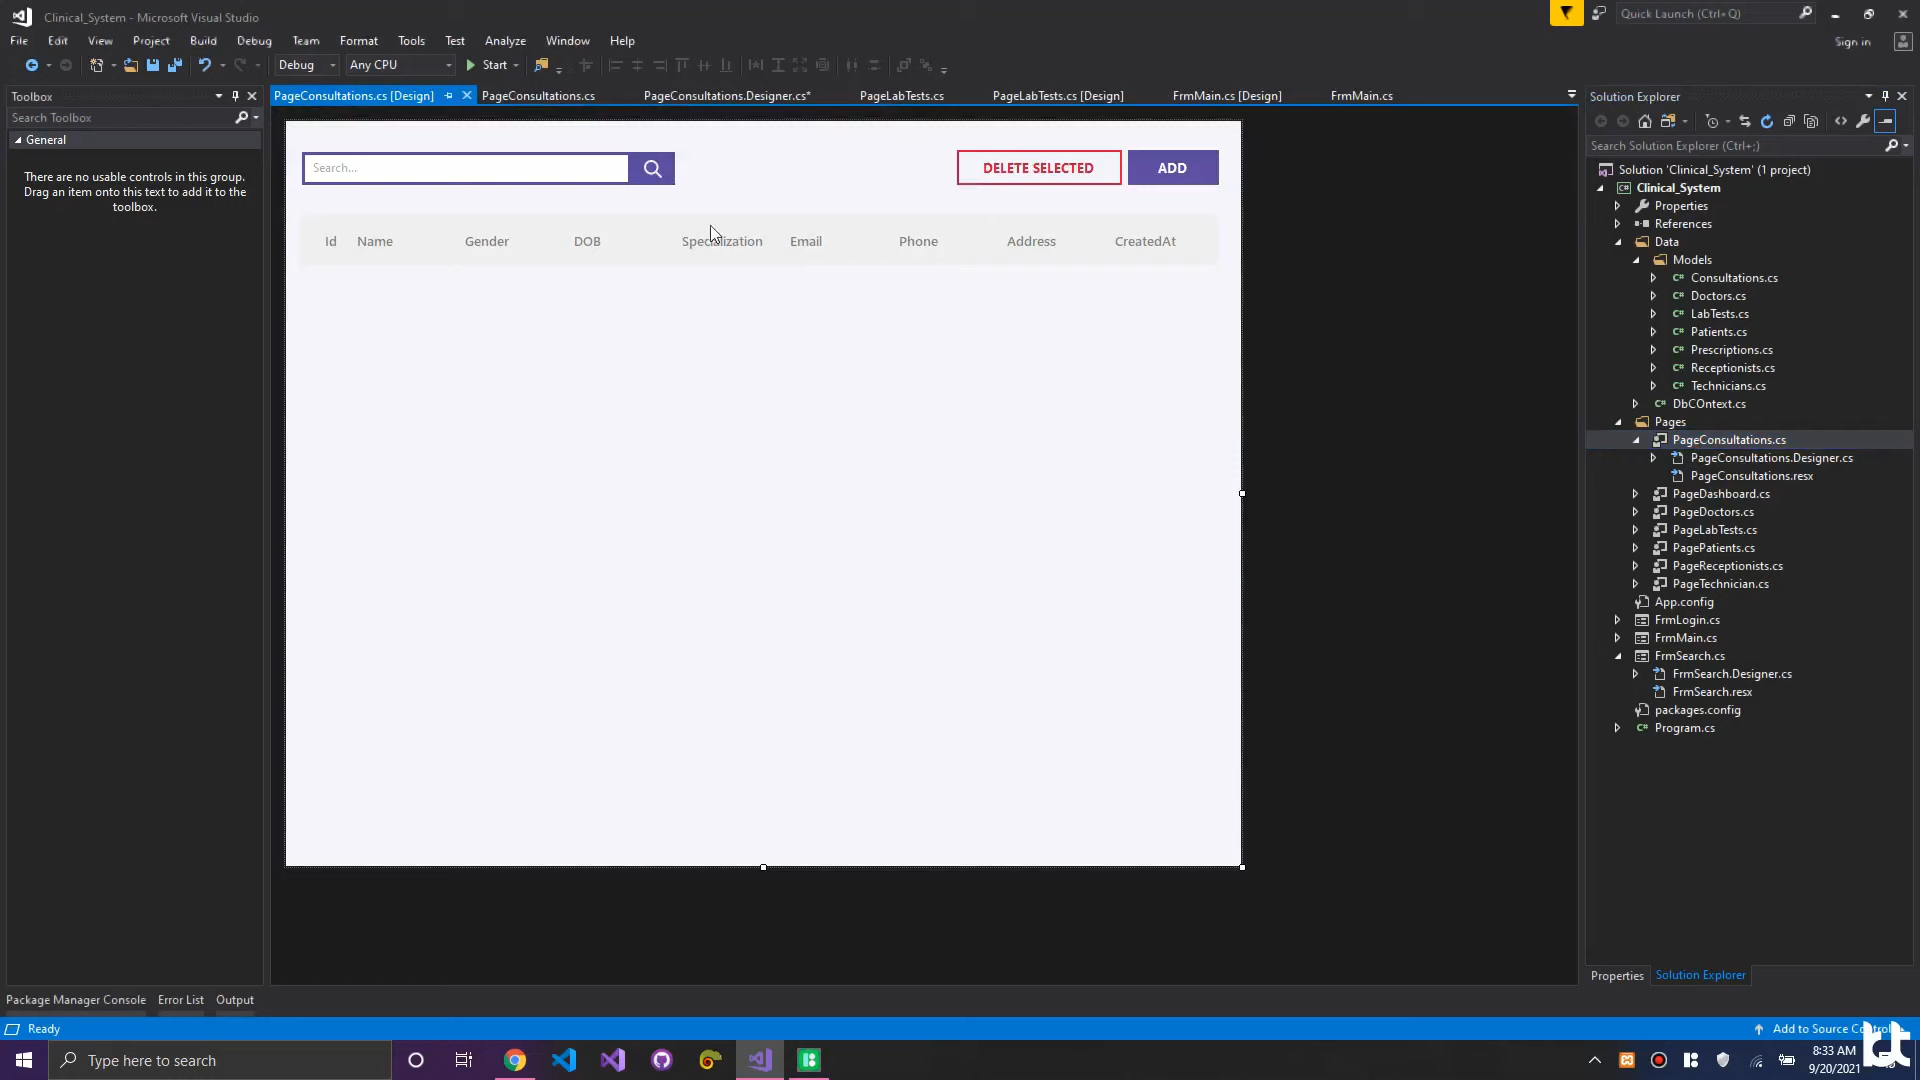 Clinical_System - Microsoft Visual Studio
Quick Launch (Ctrl+Q)
File Edit View Project Build Debug Team Format Tools Test Analyze Window Help
Sign in
Debug Any CPU Start
Toolbox
PageConsultations.cs [Design] PageConsultations.cs PageConsultations.Designer.cs* PageLabTests.cs PageLabTests.cs [Design] FrmMain.cs [Design] FrmMain.cs
Solution Explorer
Search Toolbox
General
There are no usable controls in this group.
Drag an item onto this text to add it to the
toolbox.
Search...
DELETE SELECTED
ADD
Id Name Gender DOB Specialization Email Phone Address CreatedAt
Search Solution Explorer (Ctrl+;)
Solution 'Clinical_System' (1 project)
Clinical_System
Properties
References
Data
Models
Consultations.cs
Doctors.cs
LabTests.cs
Patients.cs
Prescriptions.cs
Receptionists.cs
Technicians.cs
DbCOntext.cs
Pages
PageConsultations.cs
PageConsultations.Designer.cs
PageConsultations.resx
PageDashboard.cs
PageDoctors.cs
PageLabTests.cs
PagePatients.cs
PageReceptionists.cs
PageTechnician.cs
App.config
FrmLogin.cs
FrmMain.cs
FrmSearch.cs
FrmSearch.Designer.cs
FrmSearch.resx
packages.config
Program.cs
Properties Solution Explorer
Package Manager Console Error List Output
Ready
Add to Source
Type here to search
8:33 AM
9/20/2021